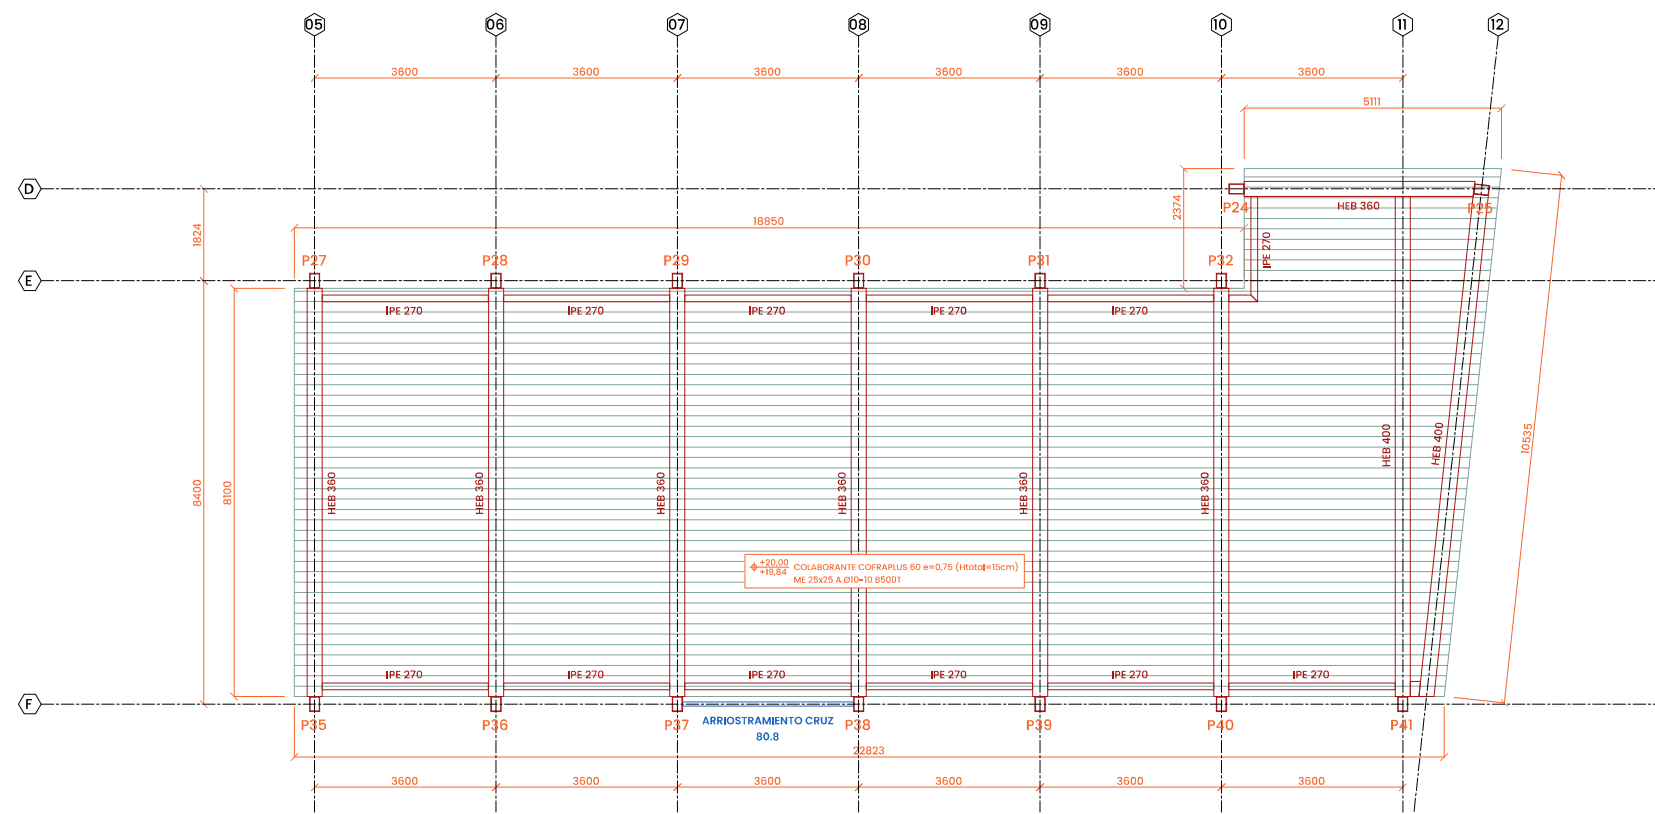 05 06 07 08 09 10 11 12
3600 3600 3600 3600 3600 3600
5111
D
P24 HEB 360 P25
2374
18850
1824
IPE 270
P27 P28 P29 P30 P31 P32
E
IPE 270 IPE 270 IPE 270 IPE 270 IPE 270
HEB 400 HEB 400
10535
8400 8100
HEB 360 HEB 360 HEB 360 HEB 360 HEB 360 HEB 360
+20,00
+19,84
COLABORANTE COFRAPLUS 60 e=0,75 (Htotal=15cm)
ME 25x25 A Ø10-10 B500T
IPE 270 IPE 270 IPE 270 IPE 270 IPE 270 IPE 270
F
P35 P36 P37 P38 P39 P40 P41
ARRIOSTRAMIENTO CRUZ
80.8
22823
3600 3600 3600 3600 3600 3600